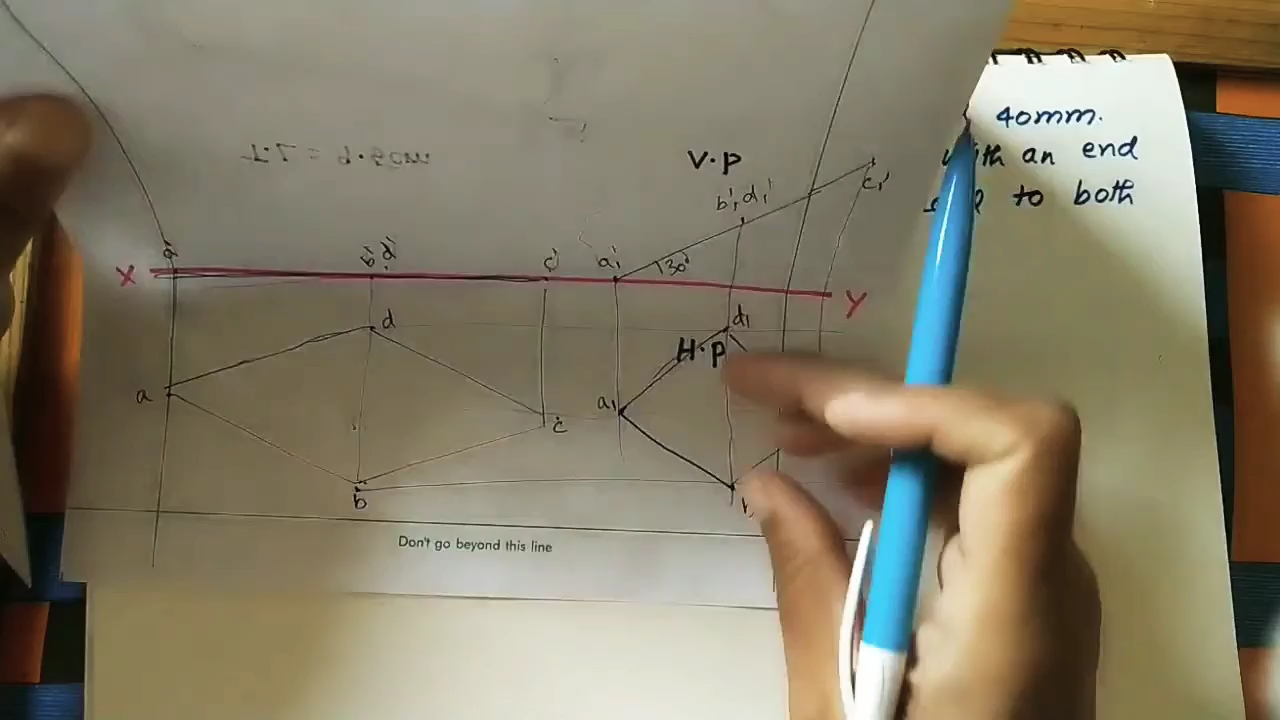 40mm.
with an end
to both
V.p
b₁' d₁'
c₁'
a'
b' d'
c'
a₁'
30°
X
Y
d
d₁
H.p
a
a₁
c
b
Don't go beyond this line